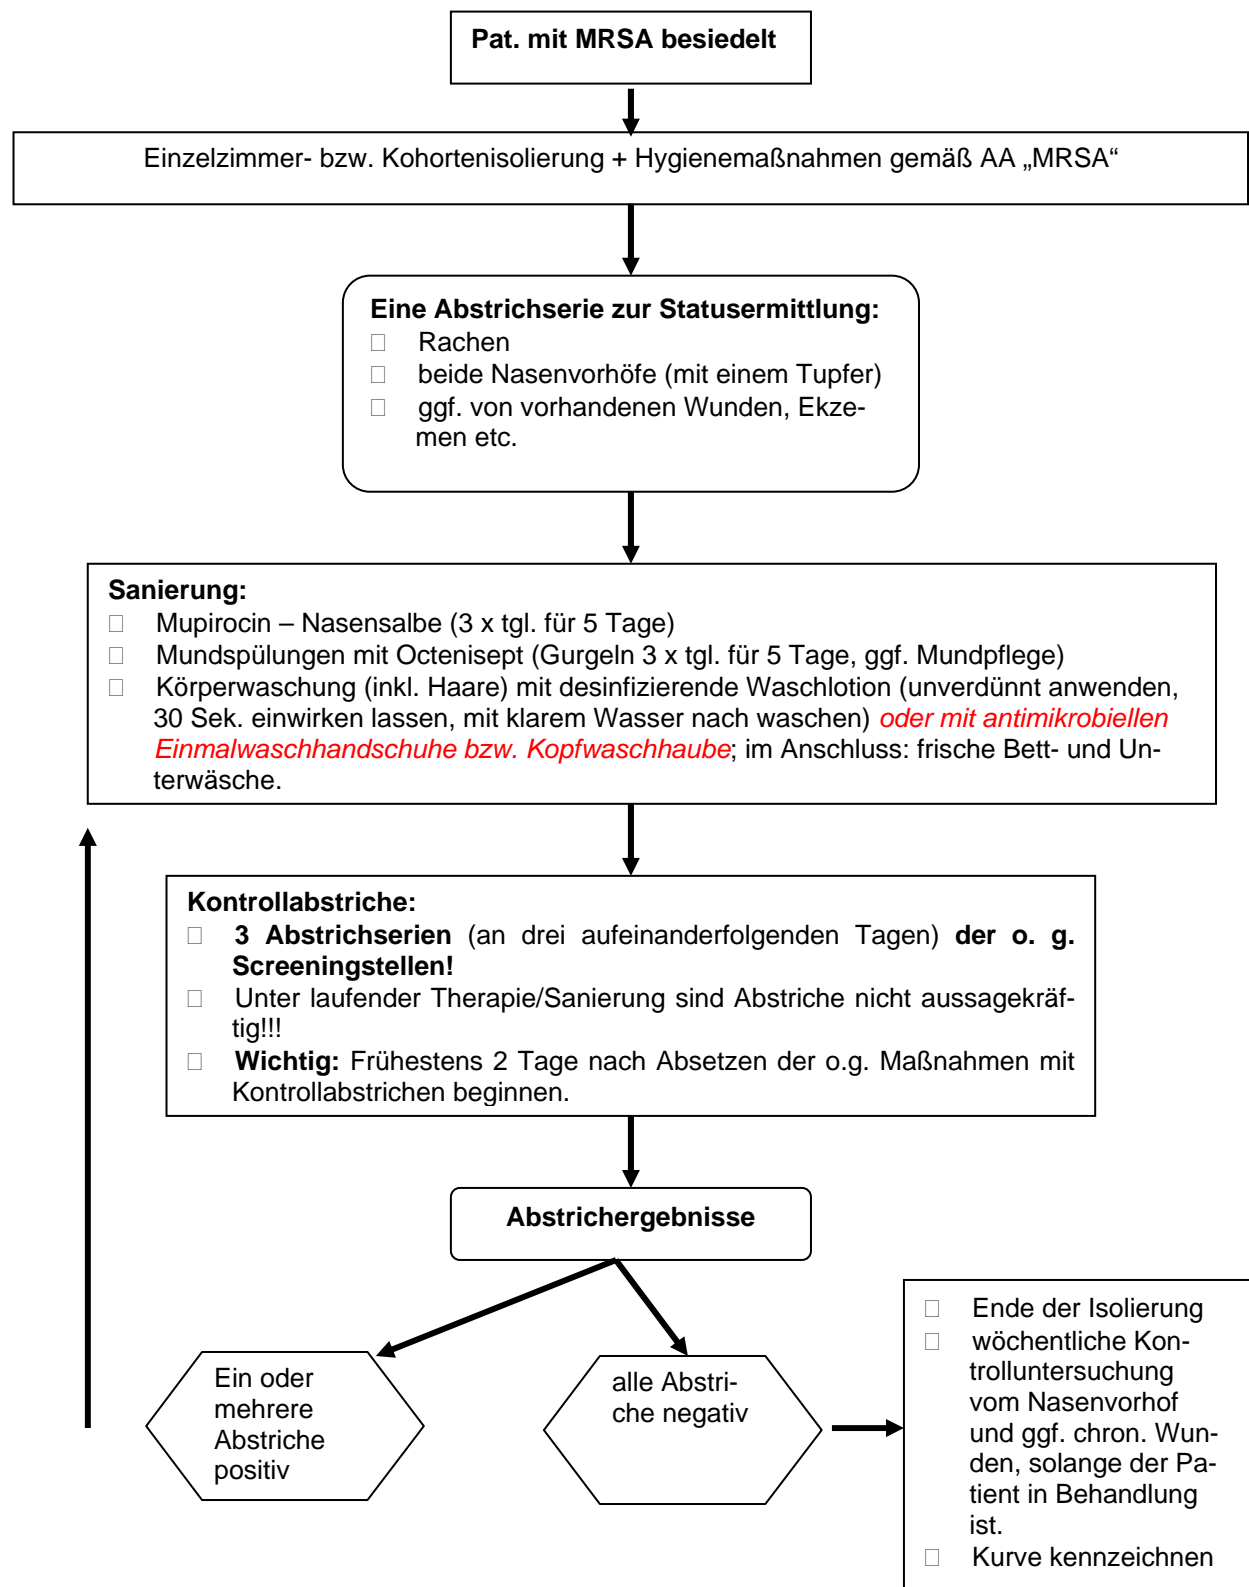 Pat. mit MRSA besiedelt
Einzelzimmer- bzw. Kohortenisolierung + Hygienemaßnahmen gemäß AA „MRSA“
Eine Abstrichserie zur Statusermittlung:
Rachen
beide Nasenvorhöfe (mit einem Tupfer)
ggf. von vorhandenen Wunden, Ekze-
men etc.
Sanierung:
Mupirocin – Nasensalbe (3 x tgl. für 5 Tage)
Mundspülungen mit Octenisept (Gurgeln 3 x tgl. für 5 Tage, ggf. Mundpflege)
Körperwaschung (inkl. Haare) mit desinfizierende Waschlotion (unverdünnt anwenden,
30 Sek. einwirken lassen, mit klarem Wasser nach waschen) oder mit antimikrobiellen
Einmalwaschhandschuhe bzw. Kopfwaschhaube; im Anschluss: frische Bett- und Un-
terwäsche.
Kontrollabstriche:
3 Abstrichserien (an drei aufeinanderfolgenden Tagen) der o. g.
Screeningstellen!
Unter laufender Therapie/Sanierung sind Abstriche nicht aussagekräf-
tig!!!
Wichtig: Frühestens 2 Tage nach Absetzen der o.g. Maßnahmen mit
Kontrollabstrichen beginnen.
Abstrichergebnisse
Ein oder
mehrere
Abstriche
positiv
alle Abstri-
che negativ
Ende der Isolierung
wöchentliche Kon-
trolluntersuchung
vom Nasenvorhof
und ggf. chron. Wun-
den, solange der Pa-
tient in Behandlung
ist.
Kurve kennzeichnen